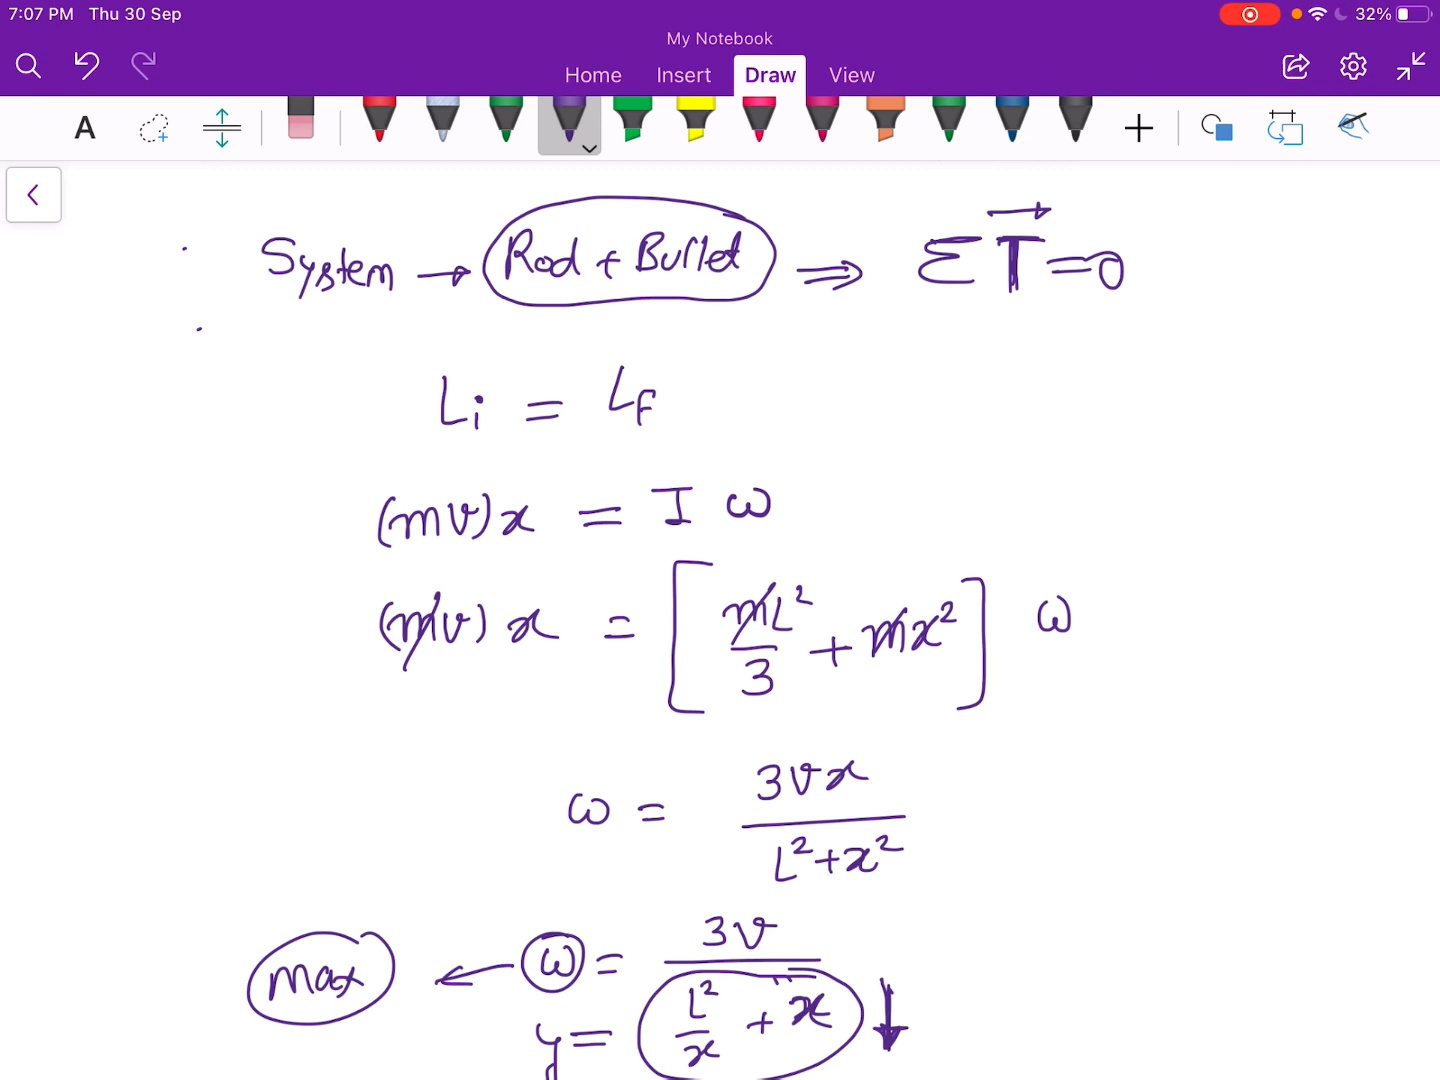 7:07 PM Thu 30 Sep
32%
My Notebook
Home Insert Draw View
A
System → Rod + Bullet ⇒ Στ⃗ = 0
Li = Lf
(mv)x = I ω
(mv) x = [mL²/3 + mx²] ω
ω = 3vx / L²+x²
max ← ω = 3v / (L²/x + x) ↓
y =